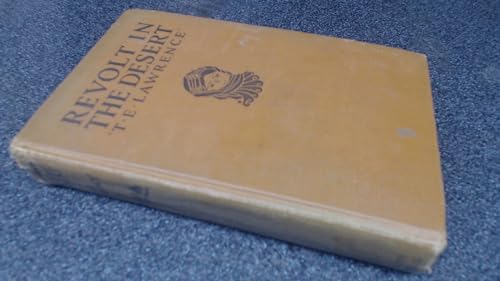 REVOLT IN
THE DESERT
'T·E·LAWRENCE